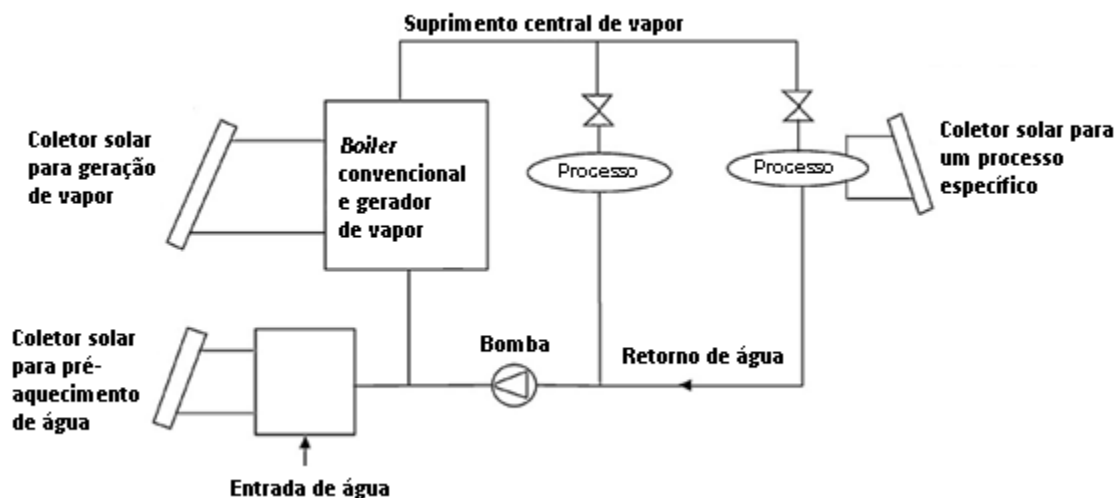 Suprimento central de vapor
Coletor solar
para geração
de vapor
Boiler
convencional
e gerador
de vapor
Processo
Processo
Coletor solar para
um processo
específico
Coletor solar
para pré-
aquecimento
de água
Bomba
Retorno de água
Entrada de água